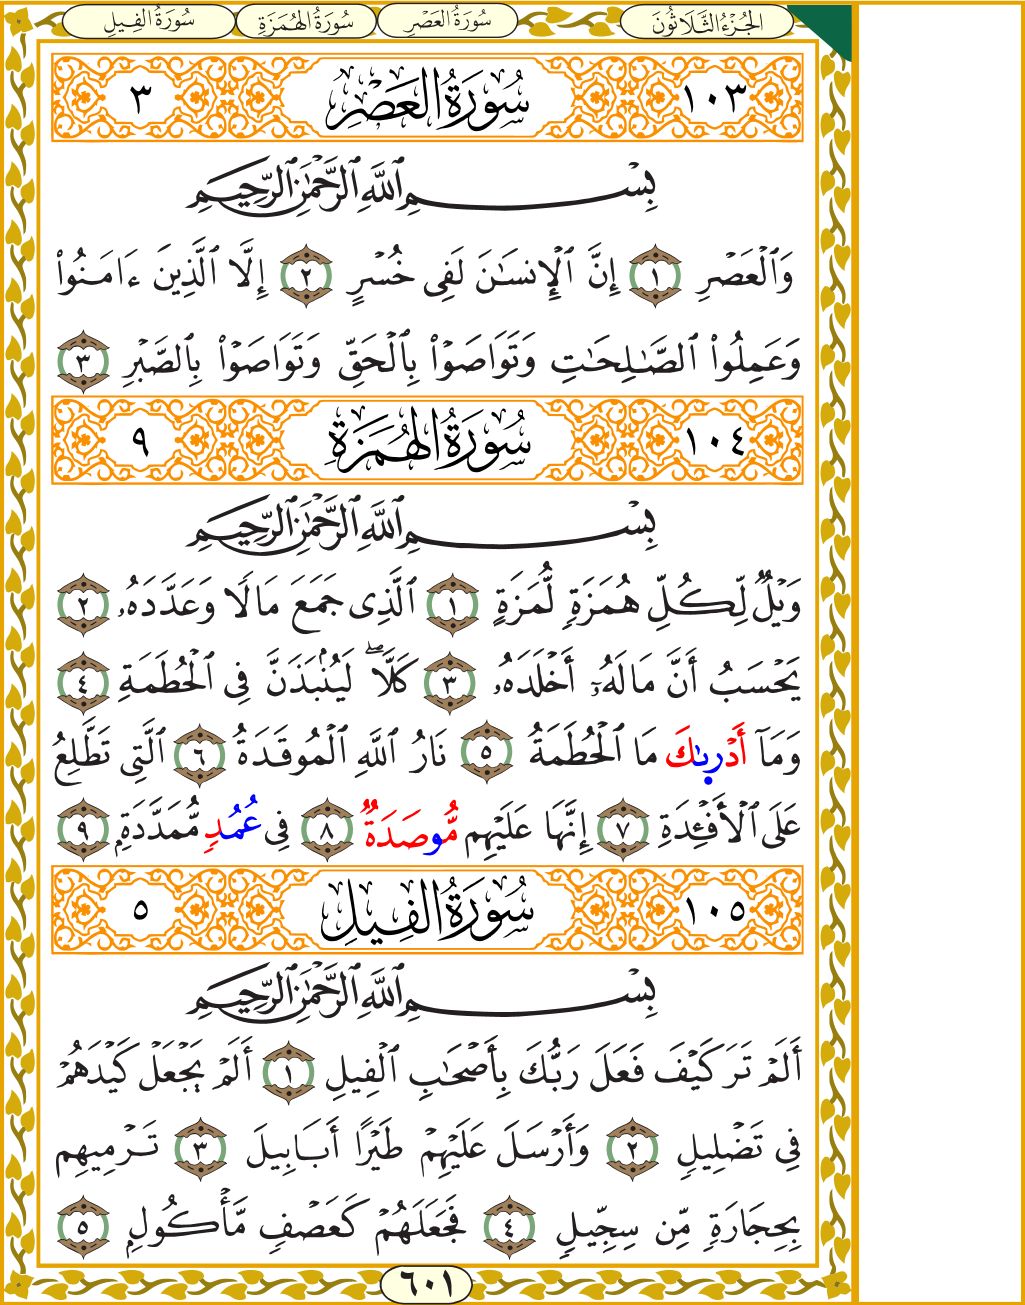 الجُزْءُ الثَّلَاثُونَ سُورَةُ العَصْرِ سُورَةُ الهُمَزَةِ سُورَةُ الفِيلِ
١٠٣ سُورَةُ العَصْرِ ٣
بِسْمِ ٱللَّهِ ٱلرَّحْمَٰنِ ٱلرَّحِيمِ
وَٱلْعَصْرِ ١ إِنَّ ٱلْإِنسَٰنَ لَفِى خُسْرٍ ٢ إِلَّا ٱلَّذِينَ ءَامَنُوا۟
وَعَمِلُوا۟ ٱلصَّٰلِحَٰتِ وَتَوَاصَوْا۟ بِٱلْحَقِّ وَتَوَاصَوْا۟ بِٱلصَّبْرِ ٣
١٠٤ سُورَةُ الهُمَزَةِ ٩
بِسْمِ ٱللَّهِ ٱلرَّحْمَٰنِ ٱلرَّحِيمِ
وَيْلٌ لِّكُلِّ هُمَزَةٍ لُّمَزَةٍ ١ ٱلَّذِى جَمَعَ مَالًا وَعَدَّدَهُۥ ٢
يَحْسَبُ أَنَّ مَالَهُۥٓ أَخْلَدَهُۥ ٣ كَلَّا ۖ لَيُنۢبَذَنَّ فِى ٱلْحُطَمَةِ ٤
وَمَآ أَدْرىٰكَ مَا ٱلْحُطَمَةُ ٥ نَارُ ٱللَّهِ ٱلْمُوقَدَةُ ٦ ٱلَّتِى تَطَّلِعُ
عَلَى ٱلْأَفْـِٔدَةِ ٧ إِنَّهَا عَلَيْهِم مُّوصَدَةٌ ٨ فِى عُمُدٍ مُّمَدَّدَةٍۭ ٩
١٠٥ سُورَةُ الفِيلِ ٥
بِسْمِ ٱللَّهِ ٱلرَّحْمَٰنِ ٱلرَّحِيمِ
أَلَمْ تَرَ كَيْفَ فَعَلَ رَبُّكَ بِأَصْحَٰبِ ٱلْفِيلِ ١ أَلَمْ يَجْعَلْ كَيْدَهُمْ
فِى تَضْلِيلٍ ٢ وَأَرْسَلَ عَلَيْهِمْ طَيْرًا أَبَابِيلَ ٣ تَرْمِيهِم
بِحِجَارَةٍ مِّن سِجِّيلٍ ٤ فَجَعَلَهُمْ كَعَصْفٍ مَّأْكُولٍۭ ٥
٦٠١